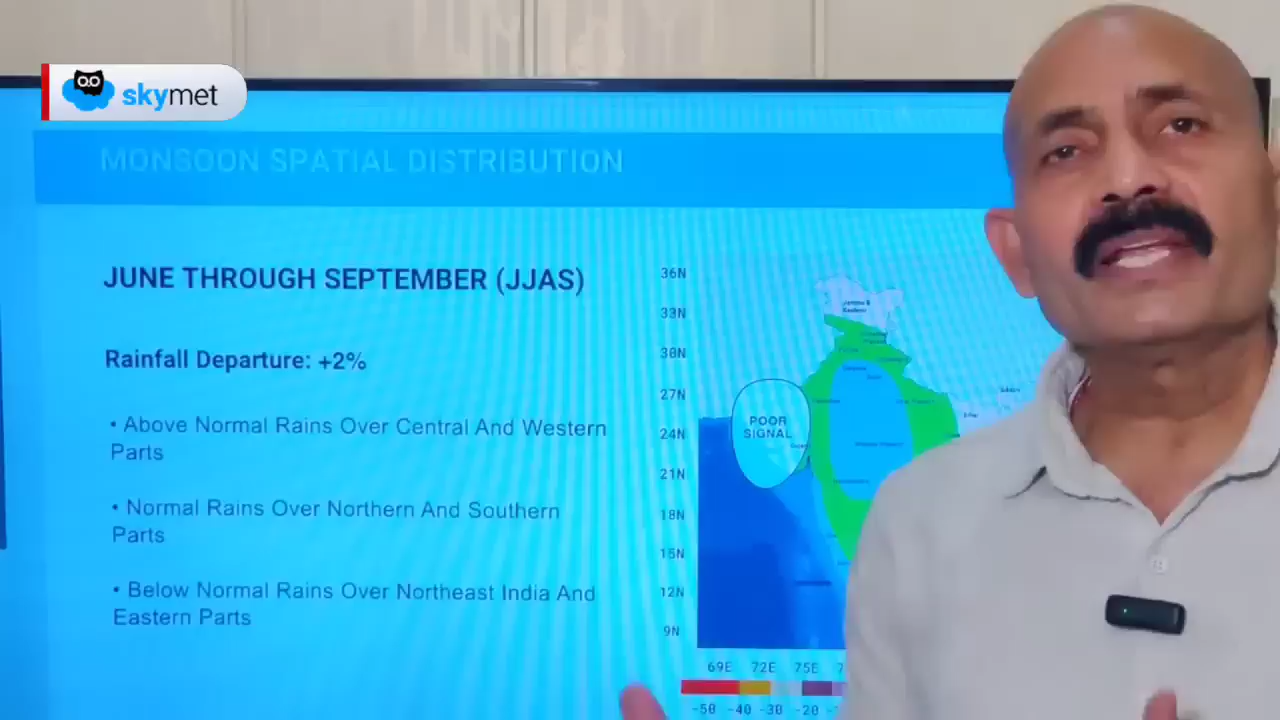 skymet
MONSOON SPATIAL DISTRIBUTION
JUNE THROUGH SEPTEMBER (JJAS)
Rainfall Departure: +2%
• Above Normal Rains Over Central And Western
Parts
• Normal Rains Over Northern And Southern
Parts
• Below Normal Rains Over Northeast India And
Eastern Parts
36N
33N
30N
27N
24N
21N
18N
15N
12N
9N
POOR
SIGNAL
69E 72E 75E
-50 -40 -30 -20